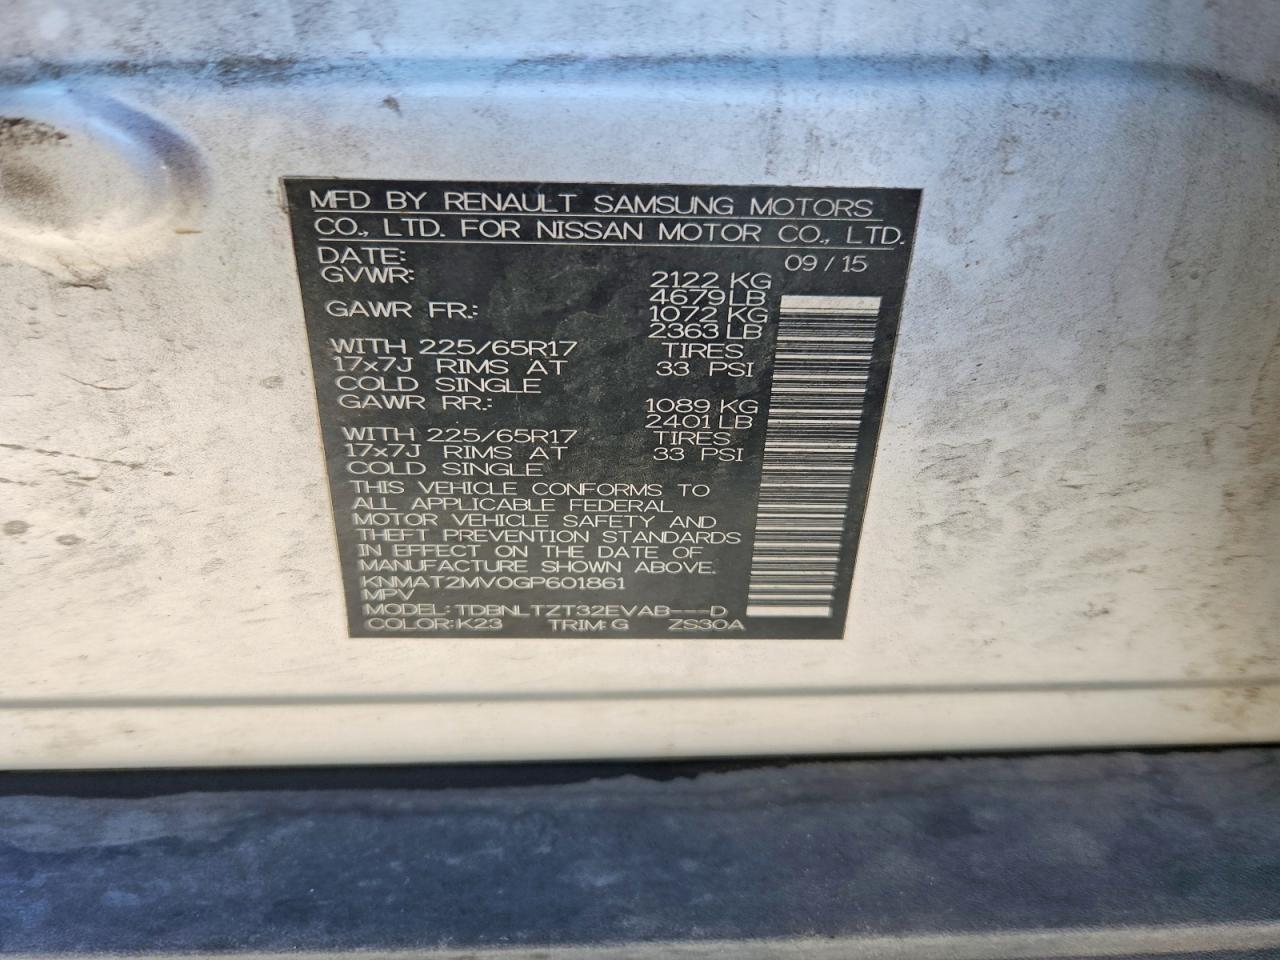 MFD BY RENAULT SAMSUNG MOTORS
CO., LTD. FOR NISSAN MOTOR CO., LTD.
DATE: 09 / 15
GVWR: 2122 KG
4679 LB
GAWR FR.: 1072 KG
2363 LB
WITH 225/65R17 TIRES
17x7J RIMS AT 33 PSI
COLD SINGLE
GAWR RR.: 1089 KG
2401 LB
WITH 225/65R17 TIRES
17x7J RIMS AT 33 PSI
COLD SINGLE
THIS VEHICLE CONFORMS TO
ALL APPLICABLE FEDERAL
MOTOR VEHICLE SAFETY AND
THEFT PREVENTION STANDARDS
IN EFFECT ON THE DATE OF
MANUFACTURE SHOWN ABOVE.
KNMAT2MV0GP601861
MPV
MODEL: TDBNLTZT32EVAB---D
COLOR: K23 TRIM: G ZS30A